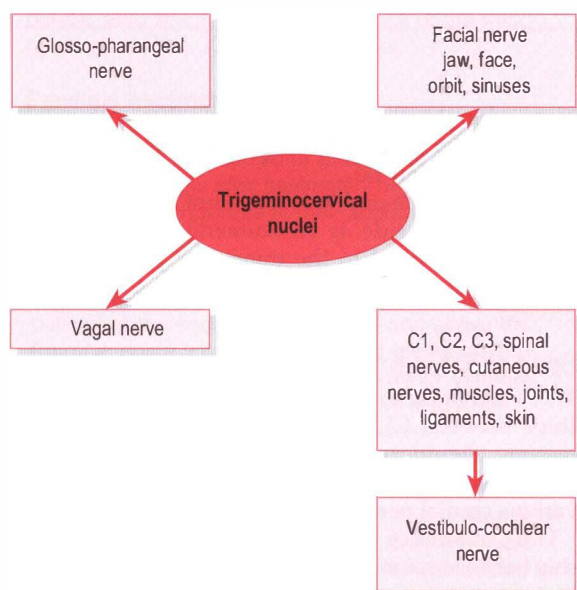 Glosso-pharangeal
nerve
Facial nerve
jaw, face,
orbit, sinuses
Trigeminocervical
nuclei
Vagal nerve
C1, C2, C3, spinal
nerves, cutaneous
nerves, muscles, joints,
ligaments, skin
Vestibulo-cochlear
nerve